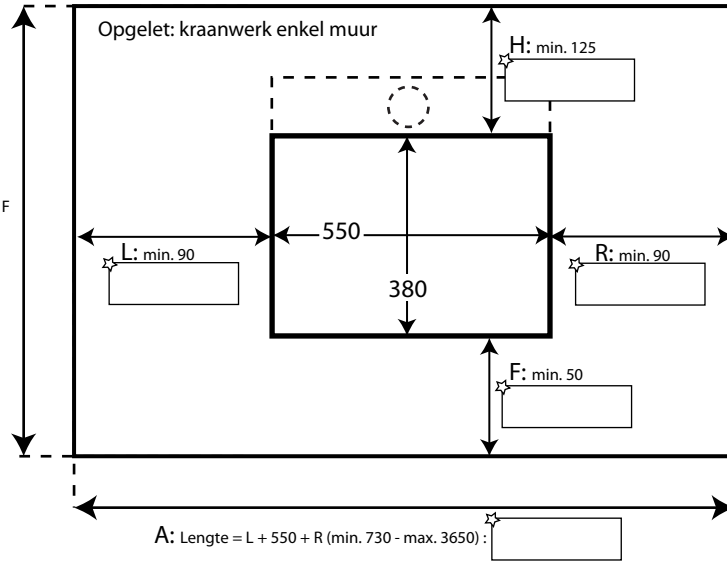 Opgelet: kraanwerk enkel muur
H: min. 125
F
550
L: min. 90
R: min. 90
380
F: min. 50
A: Lengte = L + 550 + R (min. 730 - max. 3650) :